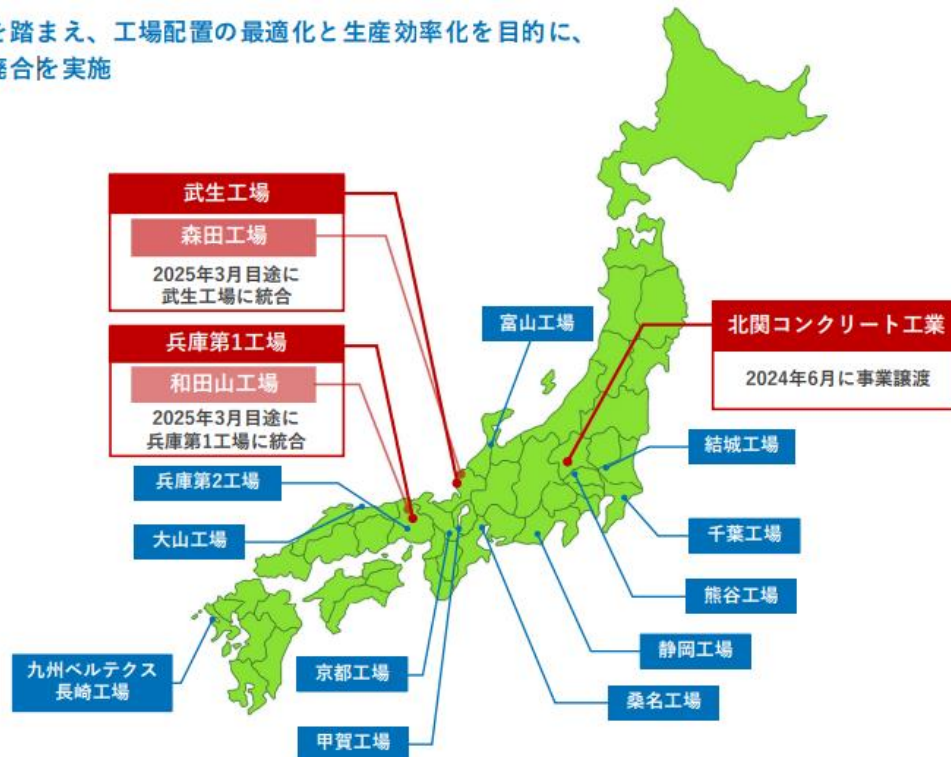 を踏まえ、工場配置の最適化と生産効率化を目的に、
廃合を実施
武生工場
森田工場
2025年3月目途に
武生工場に統合
兵庫第1工場
和田山工場
2025年3月目途に
兵庫第1工場に統合
兵庫第2工場
大山工場
九州ベルテクス
長崎工場
富山工場
北関コンクリート工業
2024年6月に事業譲渡
結城工場
千葉工場
熊谷工場
静岡工場
桑名工場
京都工場
甲賀工場